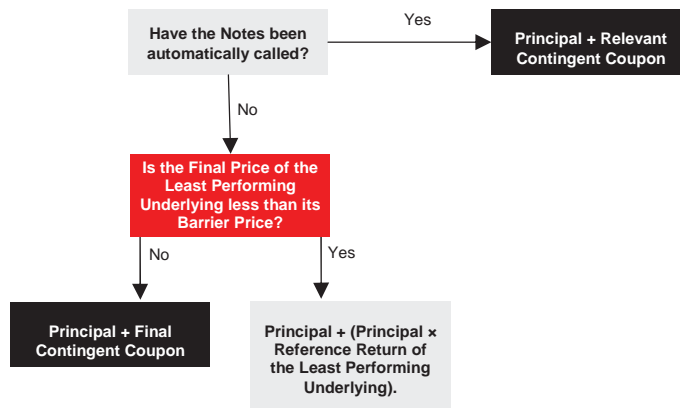 Have the Notes been
automatically called?
Yes
Principal + Relevant
Contingent Coupon
No
Is the Final Price of the
Least Performing
Underlying less than its
Barrier Price?
No
Yes
Principal + Final
Contingent Coupon
Principal + (Principal ×
Reference Return of
the Least Performing
Underlying).